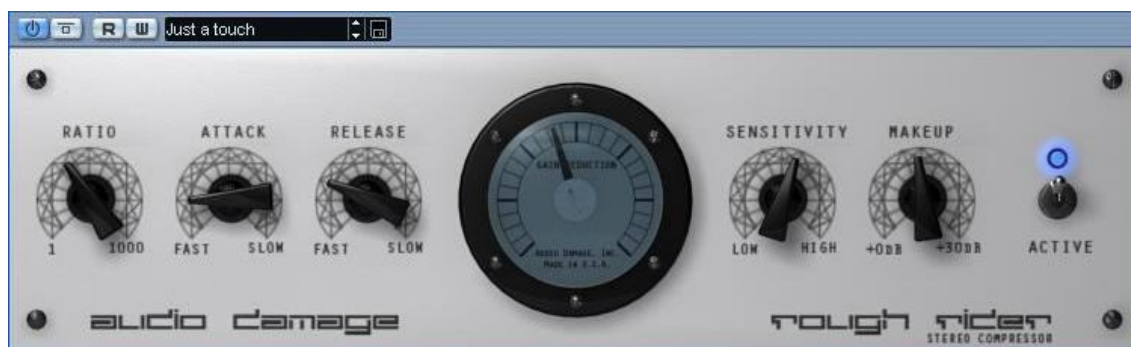 R W Just a touch
RATIO ATTACK RELEASE SENSITIVITY MAKEUP
GAIN REDUCTION
1 1000 FAST SLOW FAST SLOW LOW HIGH +0DB +30DB ACTIVE
AUDIO DAMAGE, INC.
MADE IN U.S.A.
audio damage rough rider
STEREO COMPRESSOR